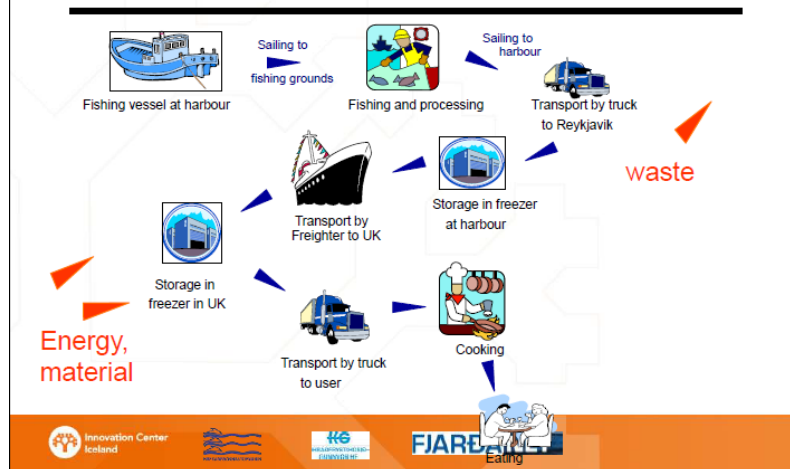 Sailing to
fishing grounds
Sailing to
harbour
Fishing vessel at harbour
Fishing and processing
Transport by truck
to Reykjavik
waste
Transport by
Freighter to UK
Storage in freezer
at harbour
Storage in
freezer in UK
Energy,
material
Transport by truck
to user
Cooking
Innovation Center
Iceland
HG
FJARÐA
Eating